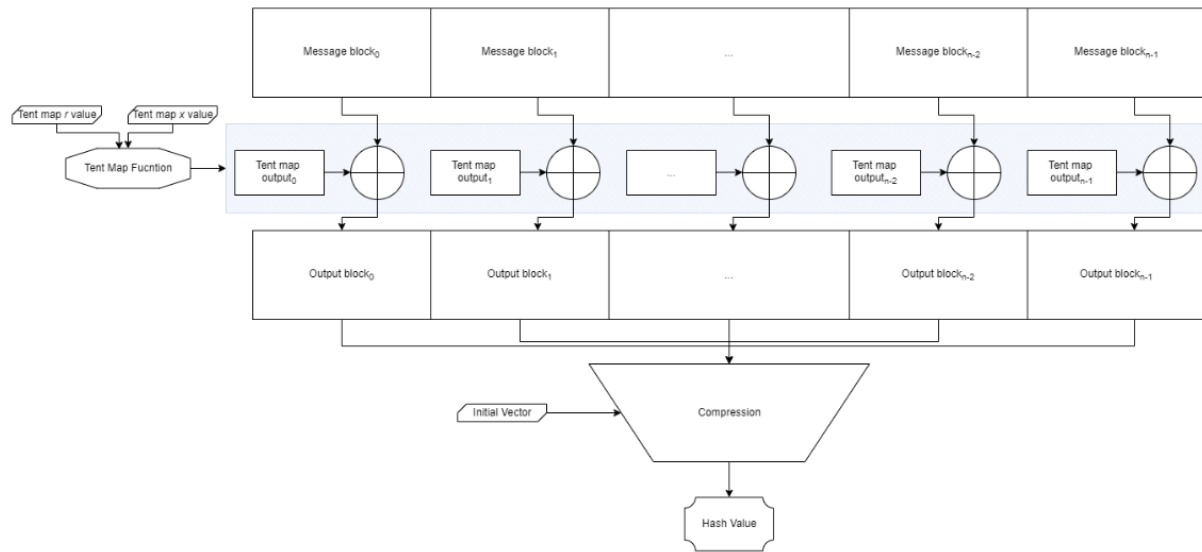 Message block0
Message block1
...
Message blockn-2
Message blockn-1
Tent map r value
Tent map x value
Tent Map Fucntion
Tent map
output0
Tent map
output1
...
Tent map
outputn-2
Tent map
outputn-1
Output block0
Output block1
...
Output blockn-2
Output blockn-1
Initial Vector
Compression
Hash Value